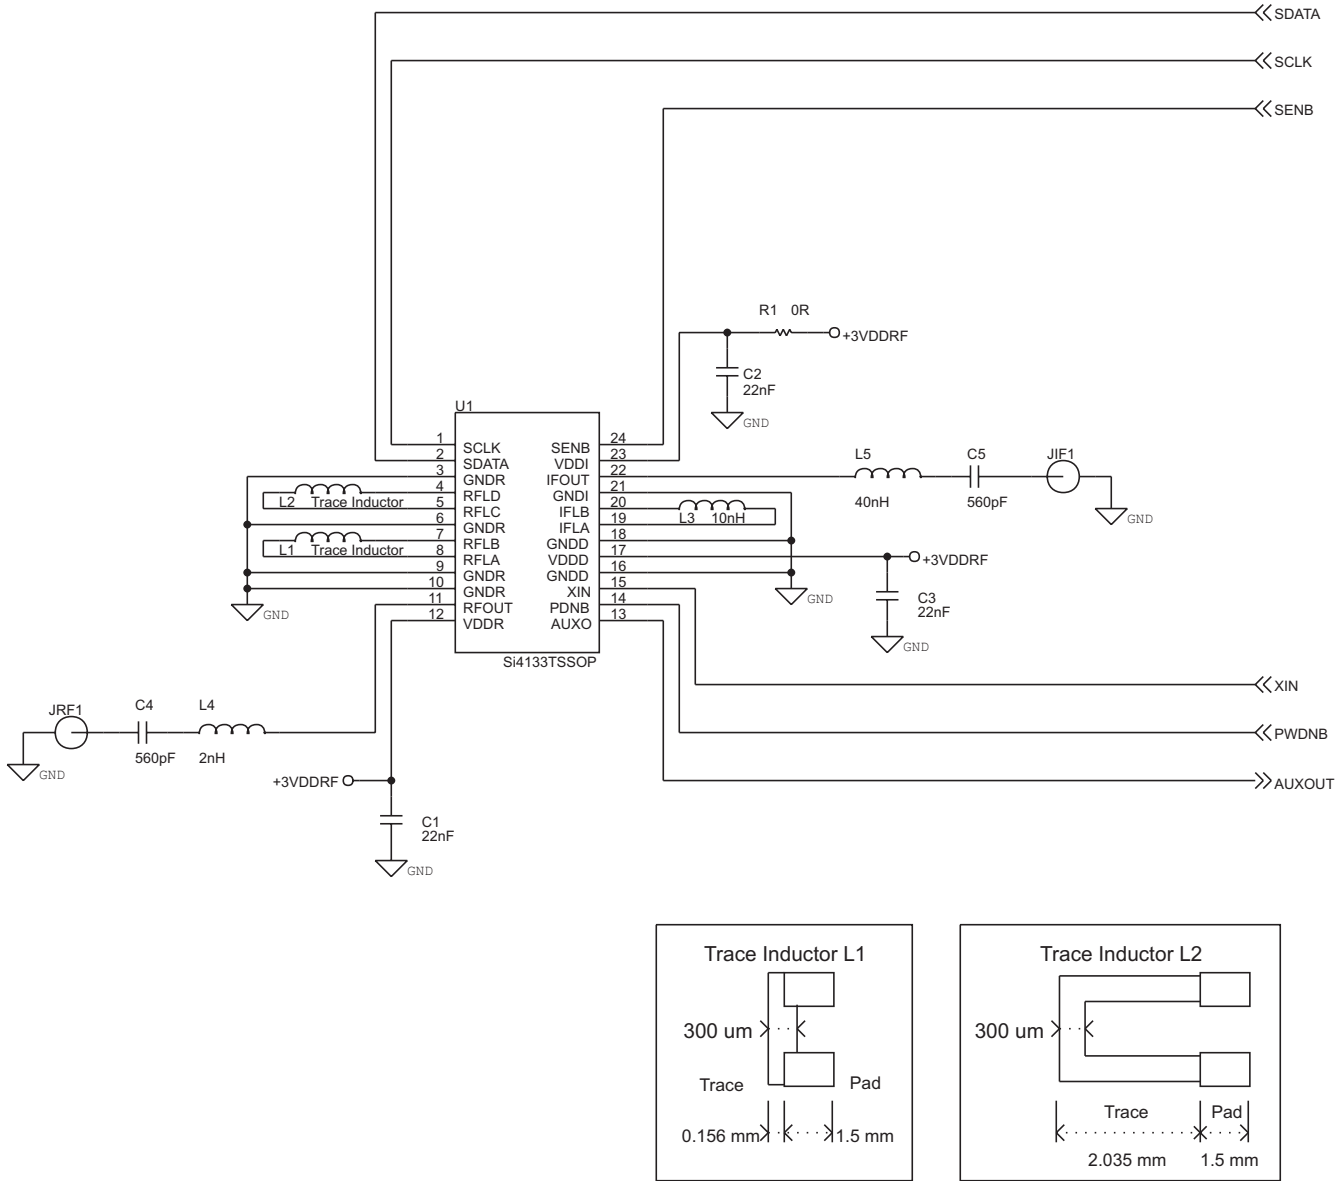 SDATA
SCLK
SENB
R1 0R
+3VDDRF
C2
22nF
GND
U1
1 SCLK SENB 24
2 SDATA VDDI 23
3 GNDR IFOUT 22
4 RFLD GNDI 21
5 RFLC IFLB 20
6 GNDR IFLA 19
7 RFLB GNDD 18
8 RFLA VDDD 17
9 GNDR GNDD 16
10 GNDR XIN 15
11 RFOUT PDNB 14
12 VDDR AUXO 13
Si4133TSSOP
L2 Trace Inductor
L1 Trace Inductor
GND
L5 C5 JIF1
40nH 560pF
GND
L3 10nH
+3VDDRF
GND
C3
22nF
GND
XIN
PWDNB
AUXOUT
JRF1 C4 L4
560pF 2nH
GND
+3VDDRF
C1
22nF
GND
Trace Inductor L1
300 um
Trace Pad
0.156 mm 1.5 mm
Trace Inductor L2
300 um
Trace Pad
2.035 mm 1.5 mm